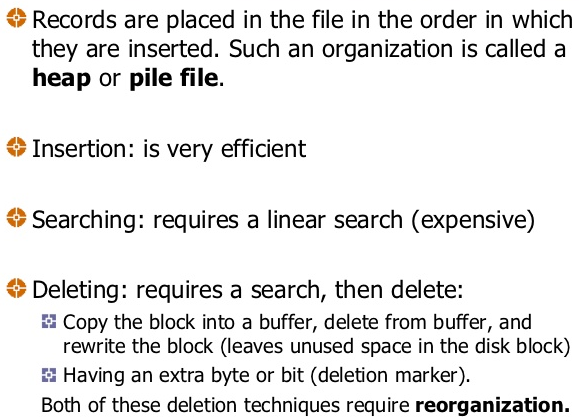 Records are placed in the file in the order in which
they are inserted. Such an organization is called a
heap or pile file.
Insertion: is very efficient
Searching: requires a linear search (expensive)
Deleting: requires a search, then delete:
Copy the block into a buffer, delete from buffer, and
rewrite the block (leaves unused space in the disk block)
Having an extra byte or bit (deletion marker).
Both of these deletion techniques require reorganization.